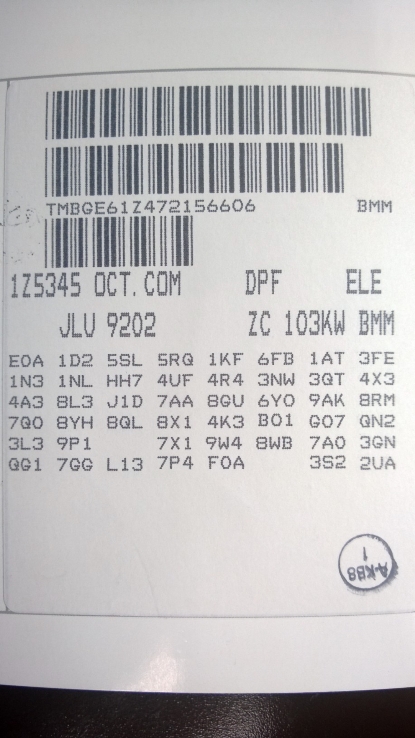 TMBGE61Z472156606 BMM
1Z5345 OCT. COM DPF ELE
JLU 9202 ZC 103KW BMM
E0A 1D2 5SL 5RQ 1KF 6FB 1AT 3FE
1N3 1NL HH7 4UF 4R4 3NW 3QT 4X3
4A3 8L3 J1D 7AA 8GU 6Y0 9AK 8RM
7Q0 8YH 8QL 8X1 4K3 B01 G07 QN2
3L3 9P1 7X1 9W4 8WB 7A0 3GN
QG1 7GG L13 7P4 F0A 3S2 2UA
A-KB8
1